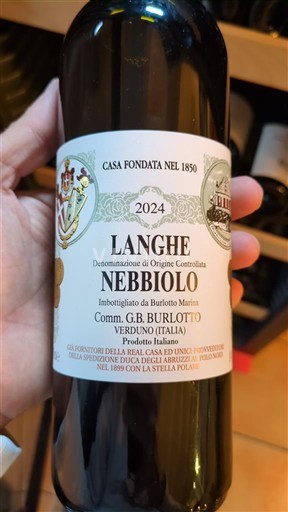 CASA FONDATA NEL 1850
2024
LANGHE
Denominazione di Origine Controllata
NEBBIOLO
Imbottigliato da Burlotto Marina
Comm. G.B. BURLOTTO
VERDUNO (ITALIA)
Prodotto Italiano
GIÀ FORNITORI DELLA REAL CASA ED UNICI PROVVEDITORI
DELLA SPEDIZIONE DUCA DEGLI ABRUZZI AL POLO NORD
NEL 1899 CON LA STELLA POLARE